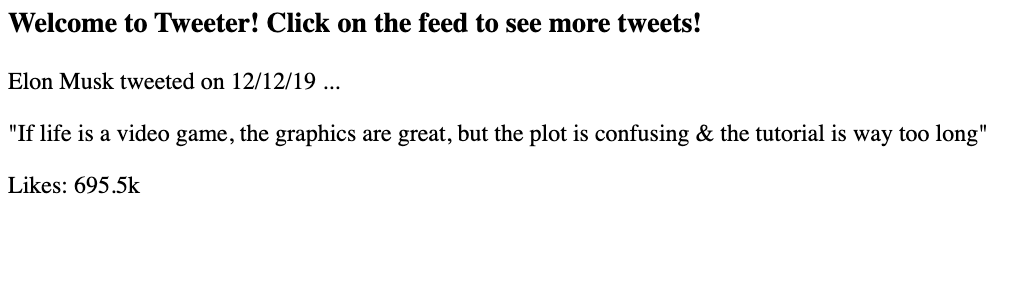 Welcome to Tweeter! Click on the feed to see more tweets!
Elon Musk tweeted on 12/12/19 ...
"If life is a video game, the graphics are great, but the plot is confusing & the tutorial is way too long"
Likes: 695.5k